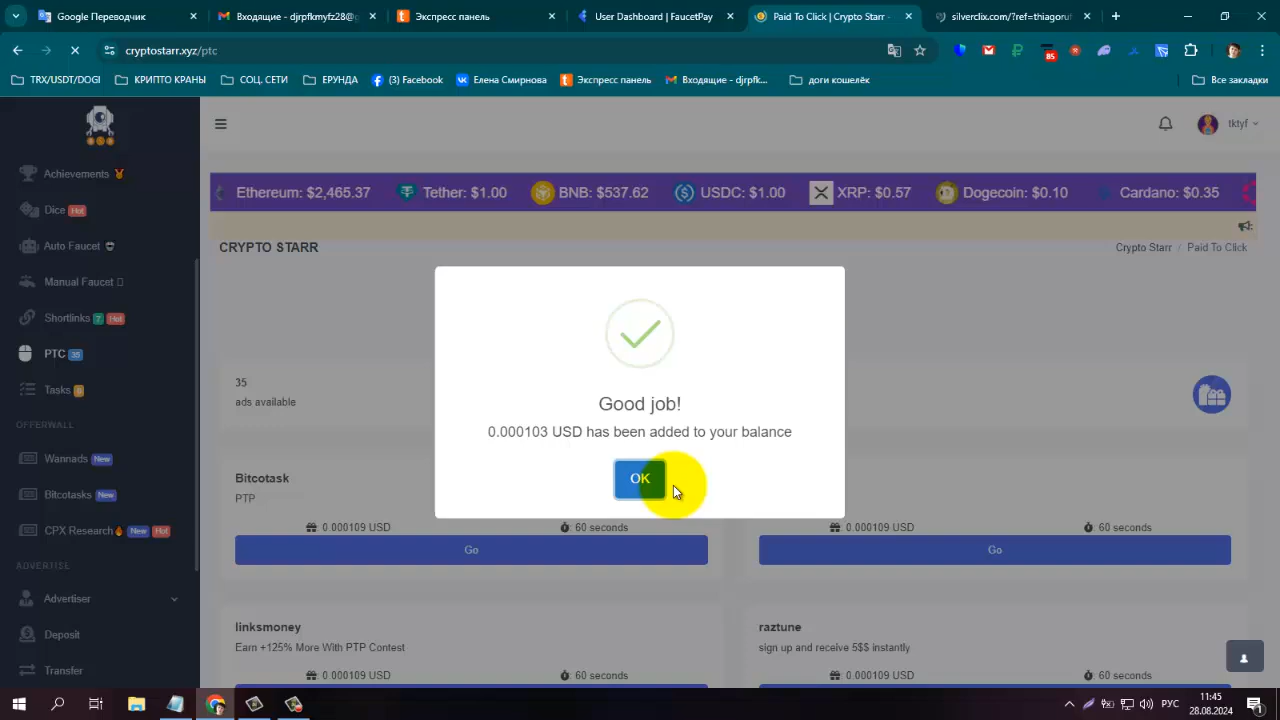 Google Переводчик
Входящие - djrpfkmyfz28@g
Экспресс панель
User Dashboard | FaucetPay
Paid To Click | Crypto Starr -
silverclix.com/?ref=thiagoruf
cryptostarr.xyz/ptc
85
TRX/USDT/DOGI
КРИПТО КРАНЫ
СОЦ. СЕТИ
ЕРУНДА
(3) Facebook
Елена Смирнова
Экспресс панель
Входящие - djrpfk...
доги кошелёк
Все закладки
tktyf
Ethereum: $2,465.37
Tether: $1.00
BNB: $537.62
USDC: $1.00
XRP: $0.57
Dogecoin: $0.10
Cardano: $0.35
Achievements
Dice Hot
Auto Faucet
Manual Faucet
Shortlinks 7 Hot
PTC 35
Tasks 6
OFFERWALL
Wannads New
Bitcotasks New
CPX Research New Hot
ADVERTISE
Advertiser
Deposit
Transfer
CRYPTO STARR
Crypto Starr / Paid To Click
35
ads available
Good job!
0.000103 USD has been added to your balance
OK
Bitcotask
PTP
0.000109 USD
60 seconds
Go
0.000109 USD
60 seconds
Go
linksmoney
Earn +125% More With PTP Contest
0.000109 USD
60 seconds
raztune
sign up and receive 5$$ instantly
0.000109 USD
60 seconds
РУС
11:45
28.08.2024